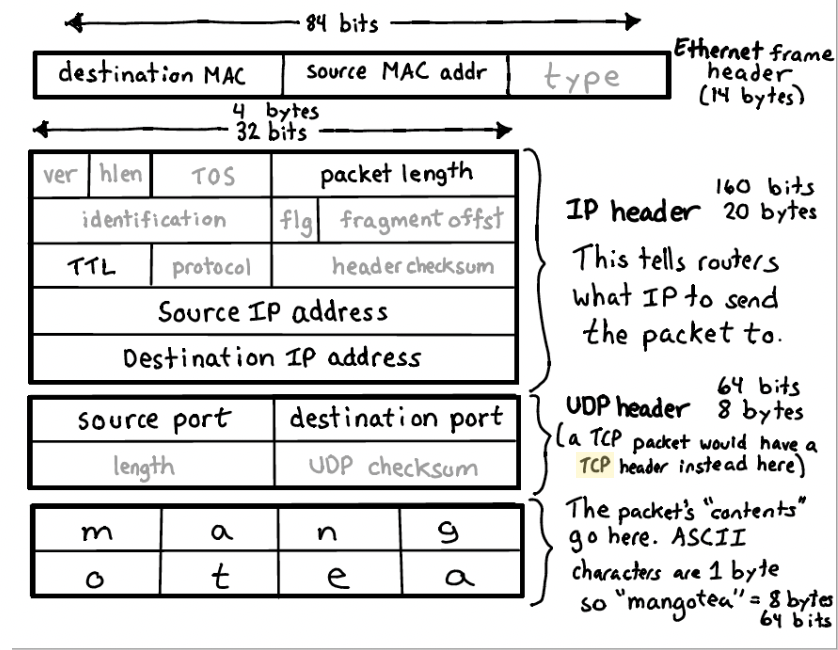 84 bits
destination MAC source MAC addr type
Ethernet frame
header
(14 bytes)
4 bytes
32 bits
ver hlen TOS packet length
identification flg fragment offst
TTL protocol header checksum
Source IP address
Destination IP address
IP header 160 bits
20 bytes
This tells routers
what IP to send
the packet to.
source port destination port
length UDP checksum
UDP header 64 bits
8 bytes
(a TCP packet would have a
TCP header instead here)
m a n g
o t e a
The packet's "contents"
go here. ASCII
characters are 1 byte
so "mangotea" = 8 bytes
64 bits